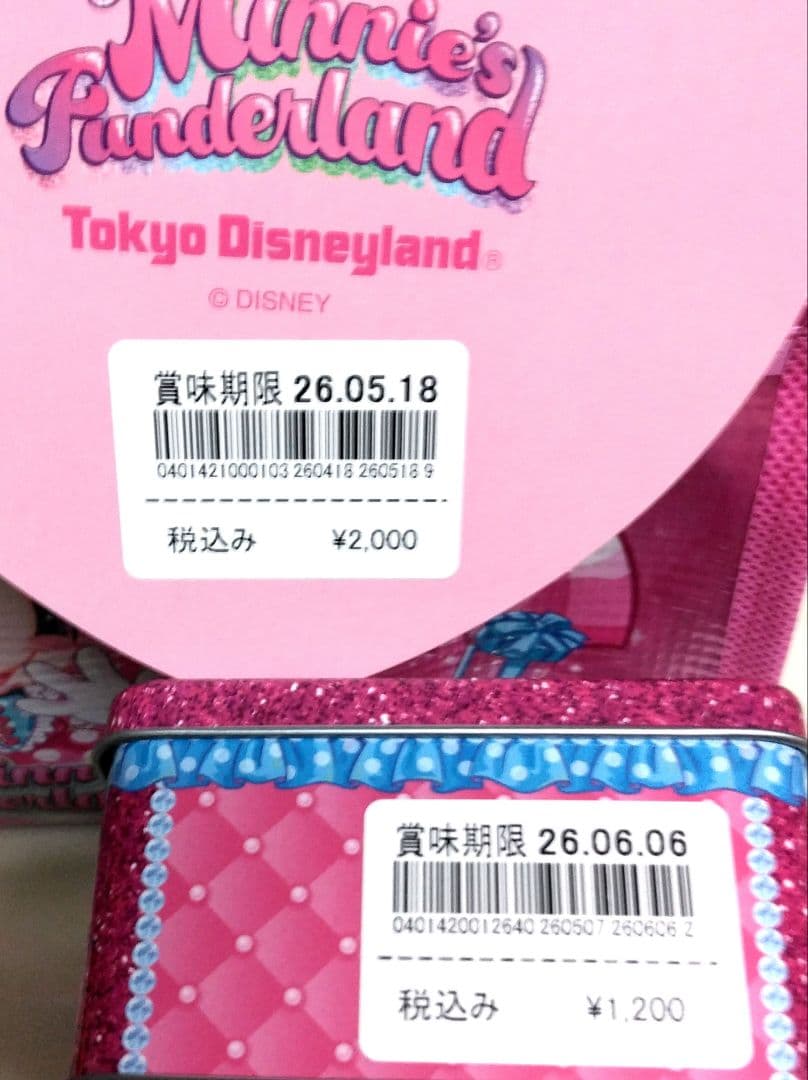 Minnie's
Funderland
Tokyo Disneyland®
© DISNEY
賞味期限 26.05.18
0401421000103 260418 260518 9
税込み ¥2,000
賞味期限 26.06.06
0401420012640 260507 260606 2
税込み ¥1,200